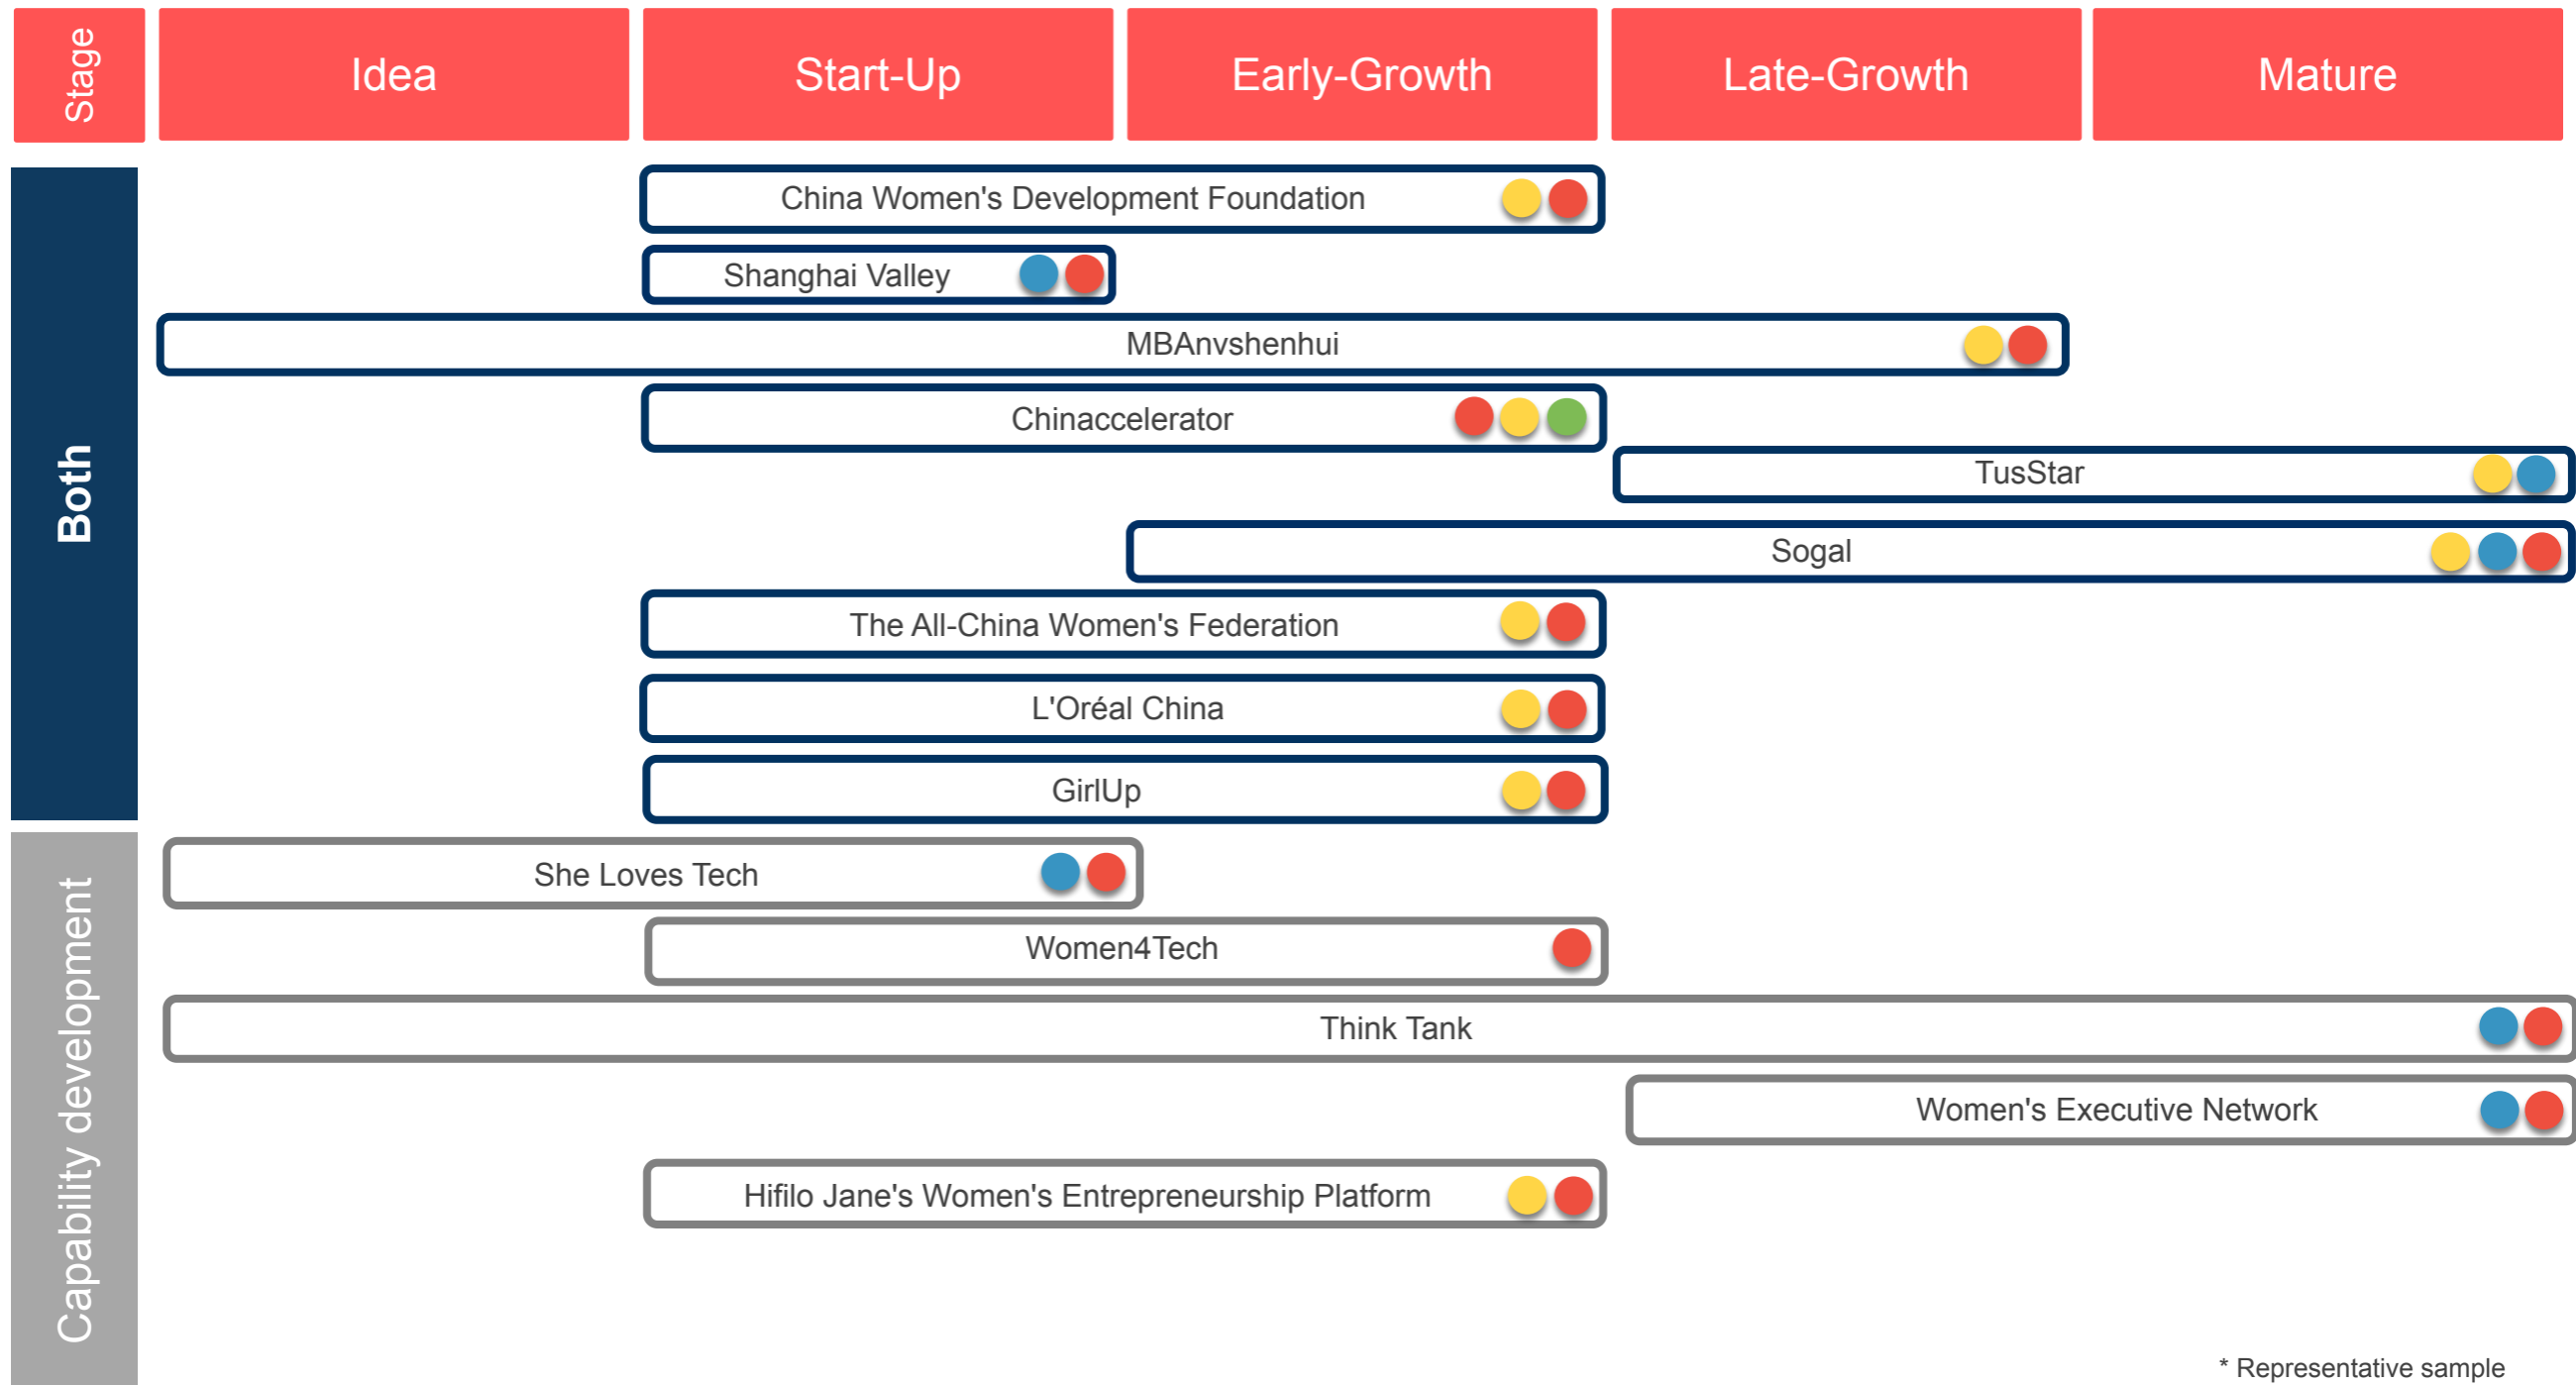 Stage
Idea
Start-Up
Early-Growth
Late-Growth
Mature
Both
China Women's Development Foundation
Shanghai Valley
MBAnvshenhui
Chinaccelerator
TusStar
Sogal
The All-China Women's Federation
L'Oréal China
GirlUp
Capability development
She Loves Tech
Women4Tech
Think Tank
Women's Executive Network
Hifilo Jane's Women's Entrepreneurship Platform
* Representative sample